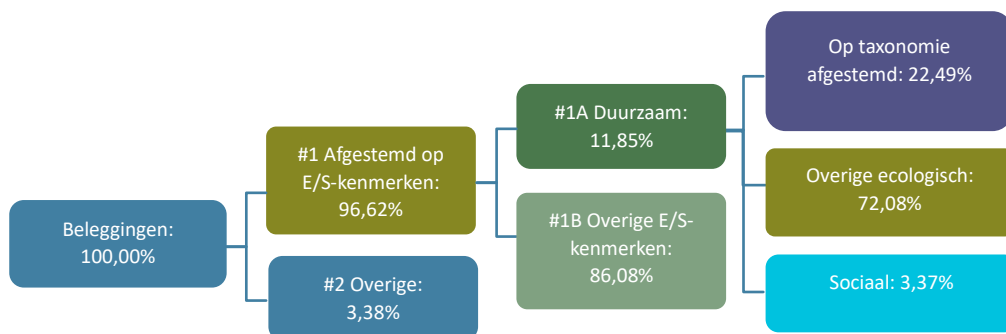 Beleggingen:
100,00%
#1 Afgestemd op
E/S-kenmerken:
96,62%
#2 Overige:
3,38%
#1A Duurzaam:
11,85%
#1B Overige E/S-
kenmerken:
86,08%
Op taxonomie
afgestemd: 22,49%
Overige ecologisch:
72,08%
Sociaal: 3,37%